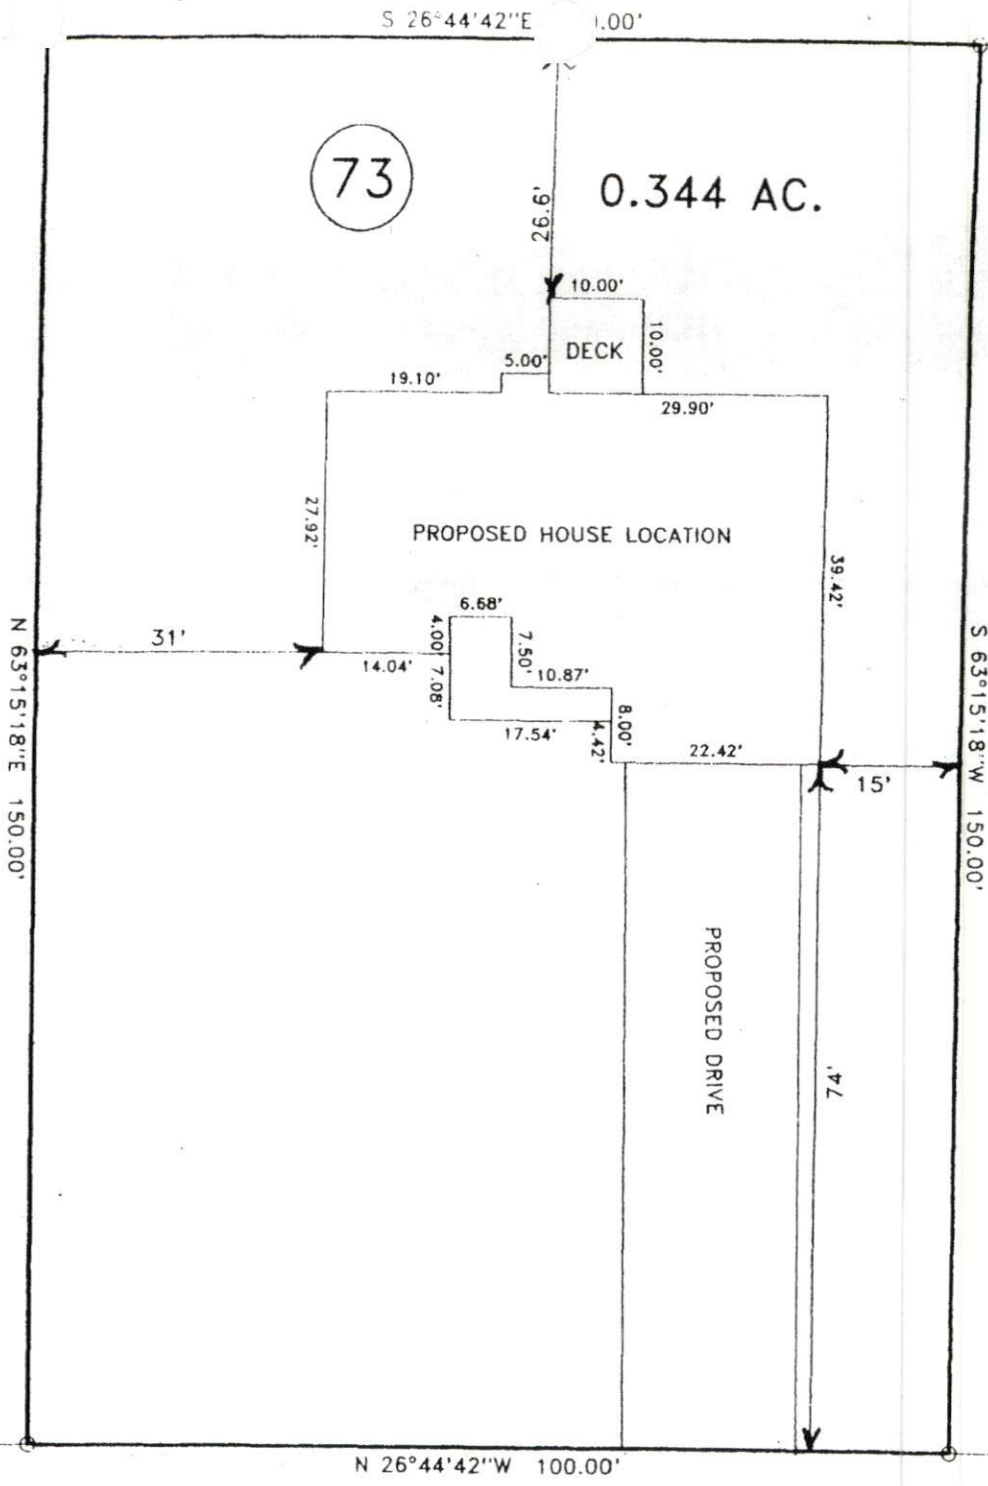 S 26°44'42"E .00'
73
0.344 AC.
26.6'
10.00'
10.00'
DECK
5.00'
19.10'
29.90'
27.92'
PROPOSED HOUSE LOCATION
39.42'
6.68'
4.00'
7.50'
31'
14.04'
7.08'
10.87'
8.00'
17.54'
4.42'
22.42'
15'
N 63°15'18"E 150.00'
S 63°15'18"W 150.00'
PROPOSED DRIVE
74'
N 26°44'42"W 100.00'